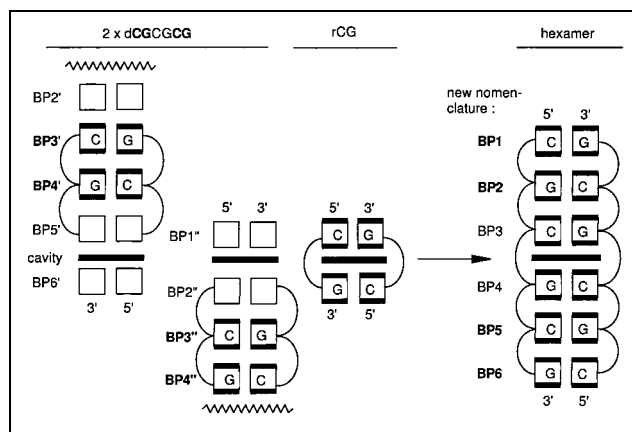 2 x dCGCGCG rCG hexamer
new nomen-
clature :
5' 3'
BP2'
BP3' C G BP1 C G
BP4' G C BP2 G C
BP5' 5' 3' 5' 3' BP3 C G
BP1" C G
cavity
BP6' BP2" G C BP4 G C
3' 5' 3' 5'
BP3" C G BP5 C G
BP4" G C BP6 G C
3' 5'